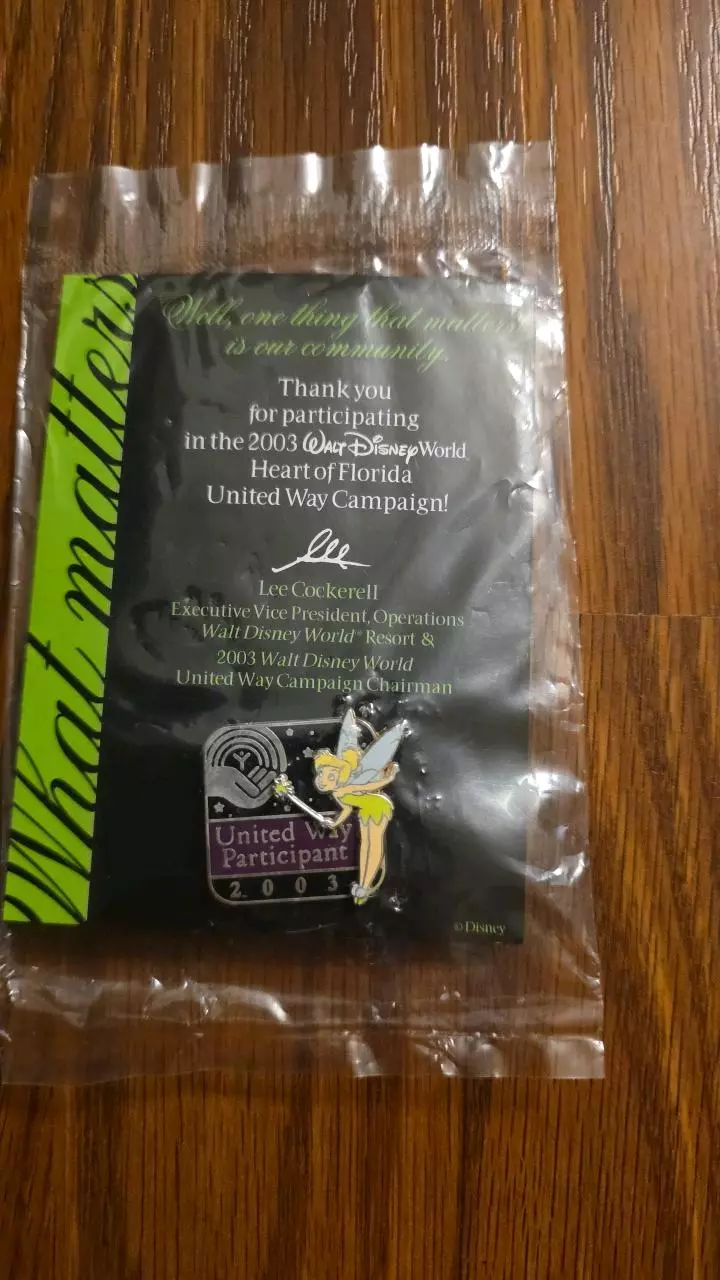 What matters
Well, one thing that matters
is our community.
Thank you
for participating
in the 2003 Walt Disney World
Heart of Florida
United Way Campaign!
Lee
Lee Cockerell
Executive Vice President, Operations
Walt Disney World® Resort &
2003 Walt Disney World
United Way Campaign Chairman
United Way
Participant
2003
© Disney